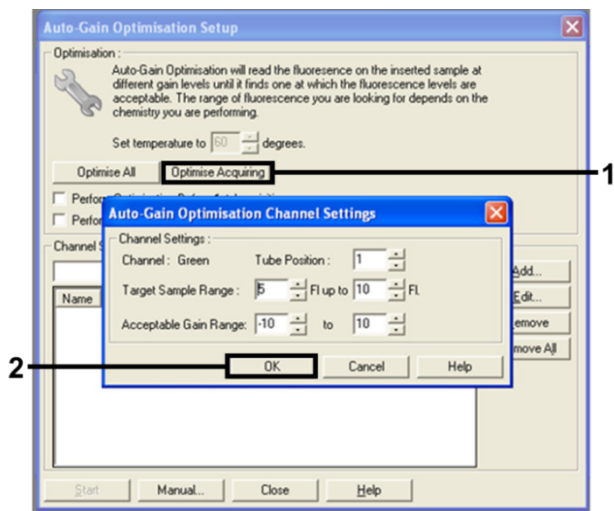 Auto-Gain Optimisation Setup
Optimisation :
Auto-Gain Optimisation will read the fluoresence on the inserted sample at
different gain levels until it finds one at which the fluorescence levels are
acceptable. The range of fluorescence you are looking for depends on the
chemistry you are performing.
Set temperature to 60 degrees.
Optimise All Optimise Acquiring
1
Perform
Perfor
Auto-Gain Optimisation Channel Settings
Channel Settings :
Channel : Green Tube Position : 1
Target Sample Range : 5 Fl up to 10 Fl.
Acceptable Gain Range: -10 to 10
OK Cancel Help
2
Channel S
Name
Add...
Edit...
emove
move All
Start Manual... Close Help